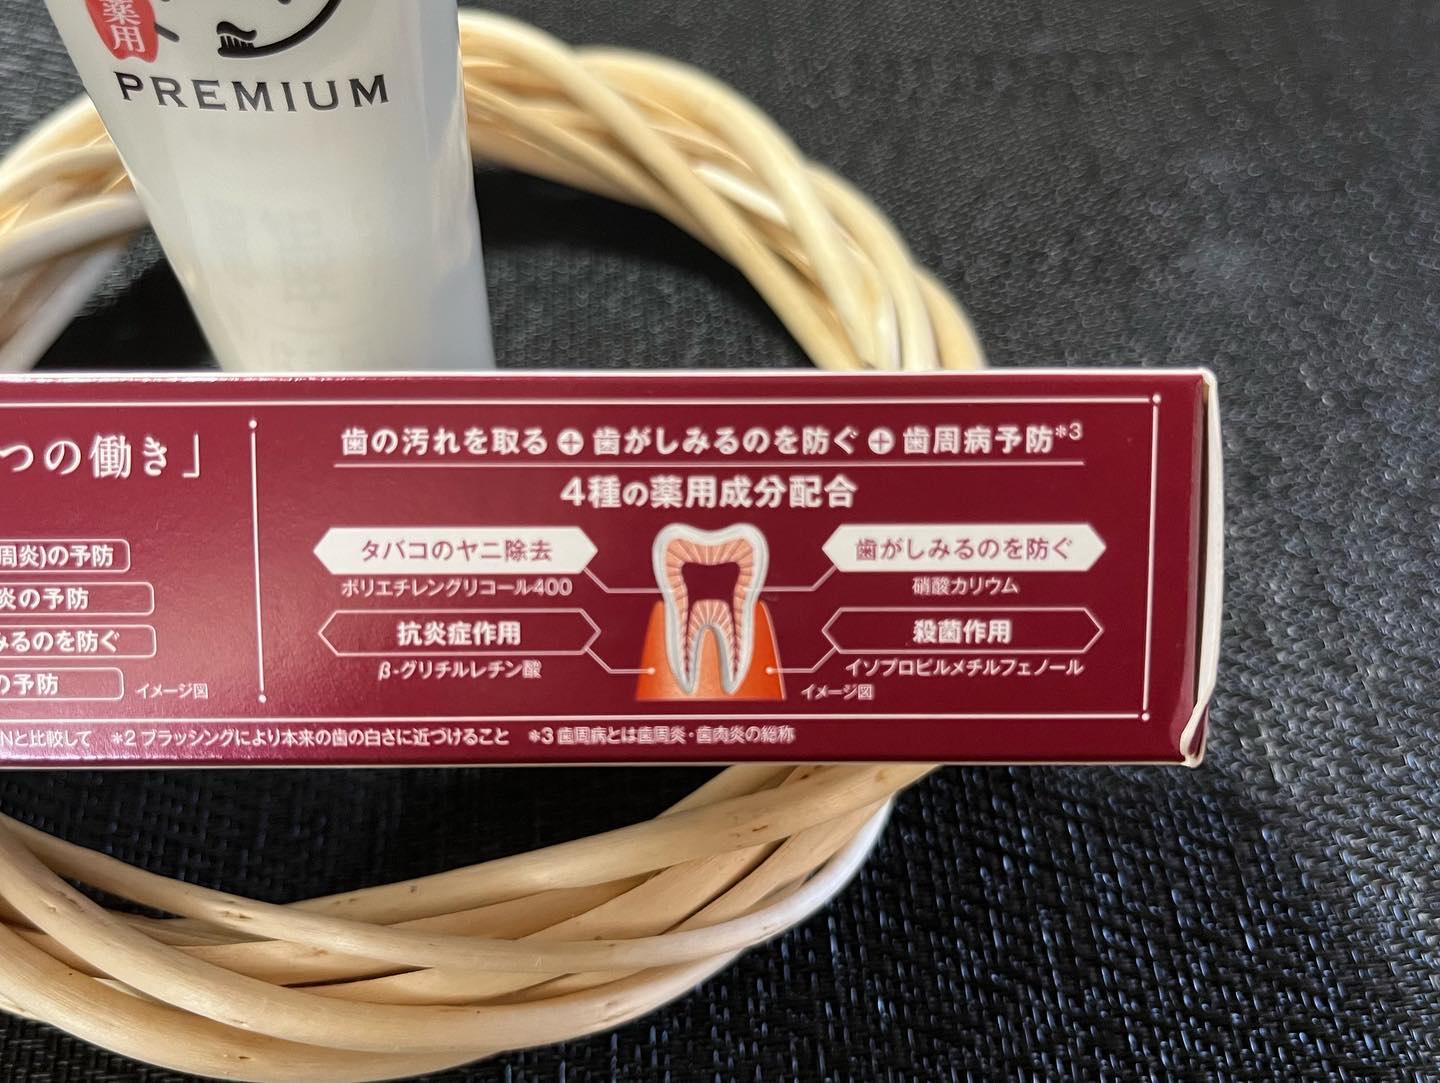 薬用
PREMIUM
つの働き」
周炎)の予防
炎の予防
みるのを防ぐ
の予防
イメージ図
歯の汚れを取る+歯がしみるのを防ぐ+歯周病予防*3
4種の薬用成分配合
タバコのヤニ除去
ポリエチレングリコール400
抗炎症作用
β-グリチルレチン酸
歯がしみるのを防ぐ
硝酸カリウム
殺菌作用
イソプロピルメチルフェノール
イメージ図
Nと比較して *2 ブラッシングにより本来の歯の白さに近づけること *3 歯周病とは歯周炎・歯肉炎の総称